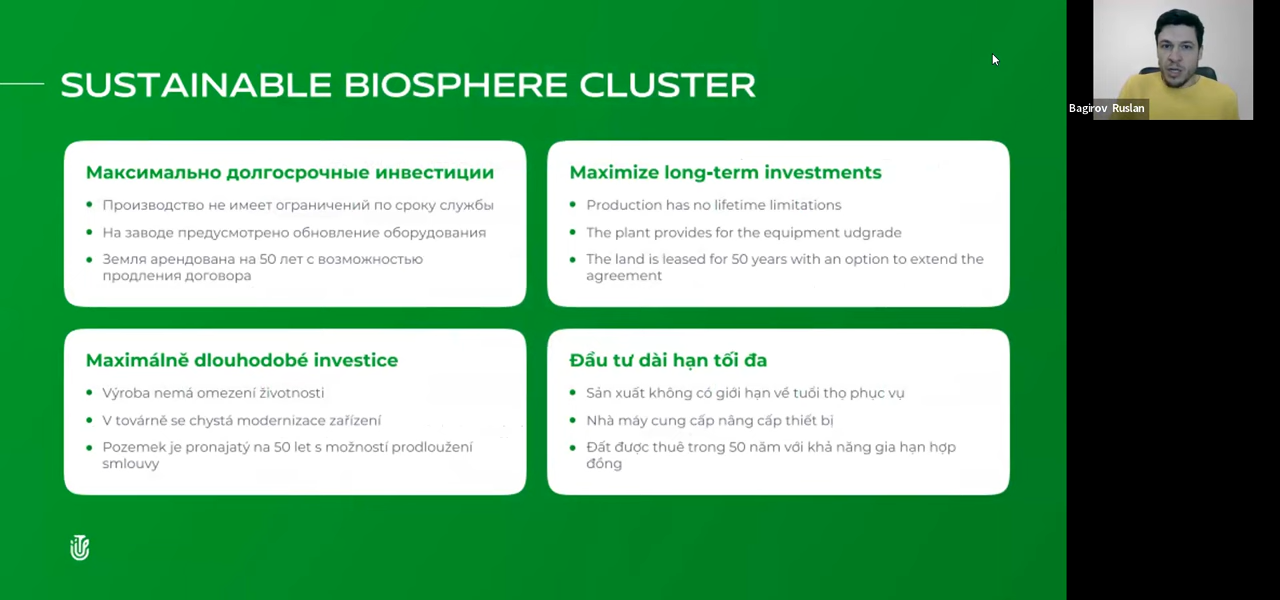 SUSTAINABLE BIOSPHERE CLUSTER
Максимально долгосрочные инвестиции
Производство не имеет ограничений по сроку службы
На заводе предусмотрено обновление оборудования
Земля арендована на 50 лет с возможностью
продления договора
Maximize long-term investments
Production has no lifetime limitations
The plant provides for the equipment udgrade
The land is leased for 50 years with an option to extend the
agreement
Maximálně dlouhodobé investice
Výroba nemá omezení životnosti
V továrně se chystá modernizace zařízení
Pozemek je pronajatý na 50 let s možností prodloužení
smlouvy
Đầu tư dài hạn tối đa
Sản xuất không có giới hạn về tuổi thọ phục vụ
Nhà máy cung cấp nâng cấp thiết bị
Đất được thuê trong 50 năm với khả năng gia hạn hợp
đồng
Bagirov Ruslan